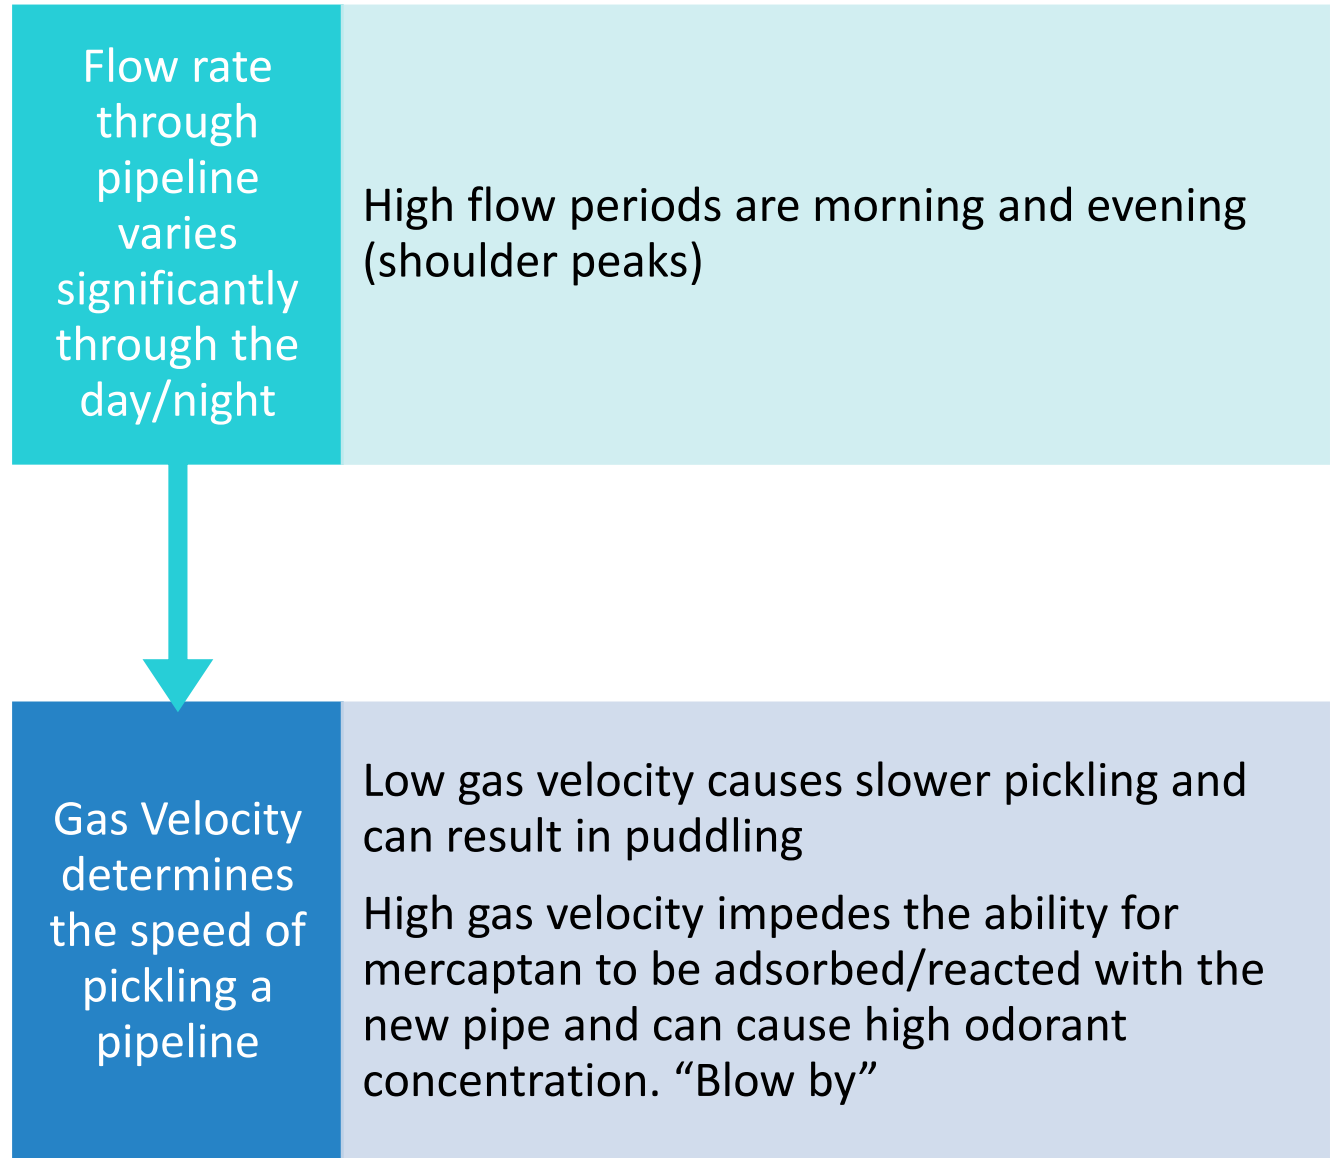 Flow rate
through
pipeline
varies
significantly
through the
day/night
High flow periods are morning and evening
(shoulder peaks)
Gas Velocity
determines
the speed of
pickling a
pipeline
Low gas velocity causes slower pickling and
can result in puddling
High gas velocity impedes the ability for
mercaptan to be adsorbed/reacted with the
new pipe and can cause high odorant
concentration. “Blow by”